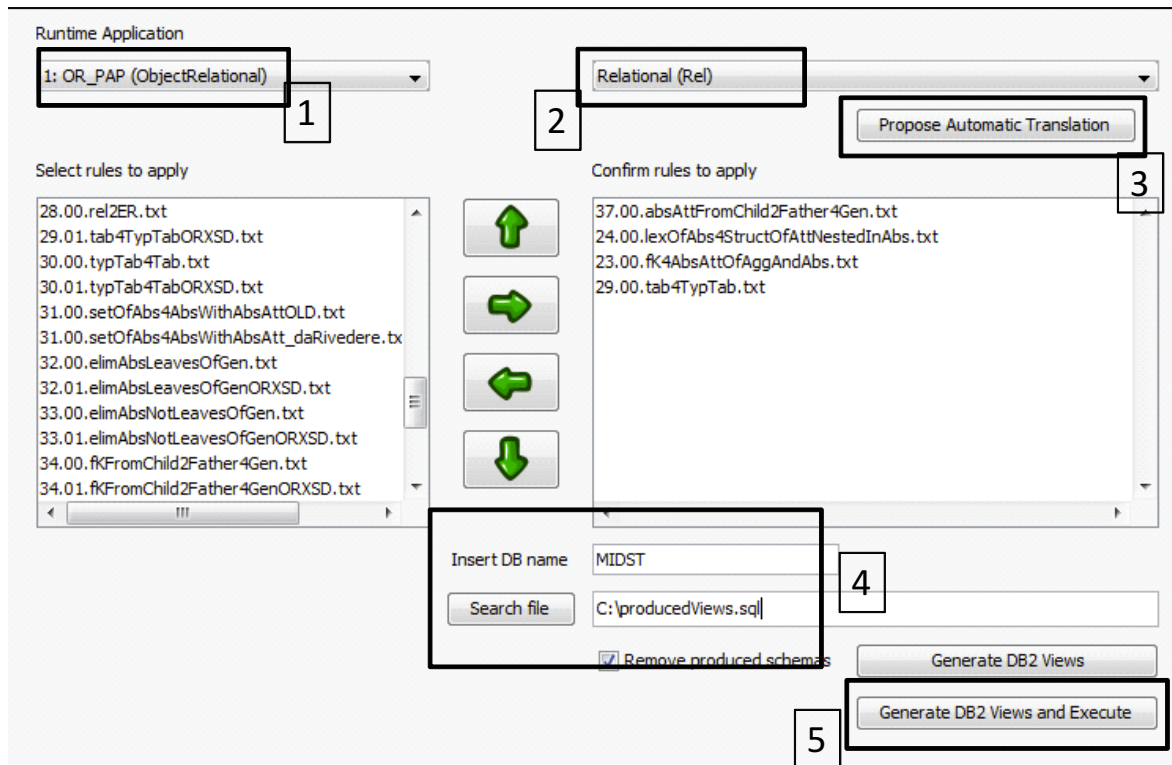 Runtime Application
1: OR_PAP (ObjectRelational)
Relational (Rel)
1
2
Propose Automatic Translation
3
Select rules to apply
Confirm rules to apply
28.00.rel2ER.txt
29.01.tab4TypTabORXSD.txt
30.00.typTab4Tab.txt
30.01.typTab4TabORXSD.txt
31.00.setOfAbs4AbsWithAbsAttOLD.txt
31.00.setOfAbs4AbsWithAbsAtt_daRivedere.tx
32.00.elimAbsLeavesOfGen.txt
32.01.elimAbsLeavesOfGenORXSD.txt
33.00.elimAbsNotLeavesOfGen.txt
33.01.elimAbsNotLeavesOfGenORXSD.txt
34.00.fKFromChild2Father4Gen.txt
34.01.fKFromChild2Father4GenORXSD.txt
37.00.absAttFromChild2Father4Gen.txt
24.00.lexOfAbs4StructOfAttNestedInAbs.txt
23.00.fK4AbsAttOfAggAndAbs.txt
29.00.tab4TypTab.txt
Insert DB name
MIDST
4
Search file
C:\producedViews.sql
Remove produced schemas
Generate DB2 Views
Generate DB2 Views and Execute
5